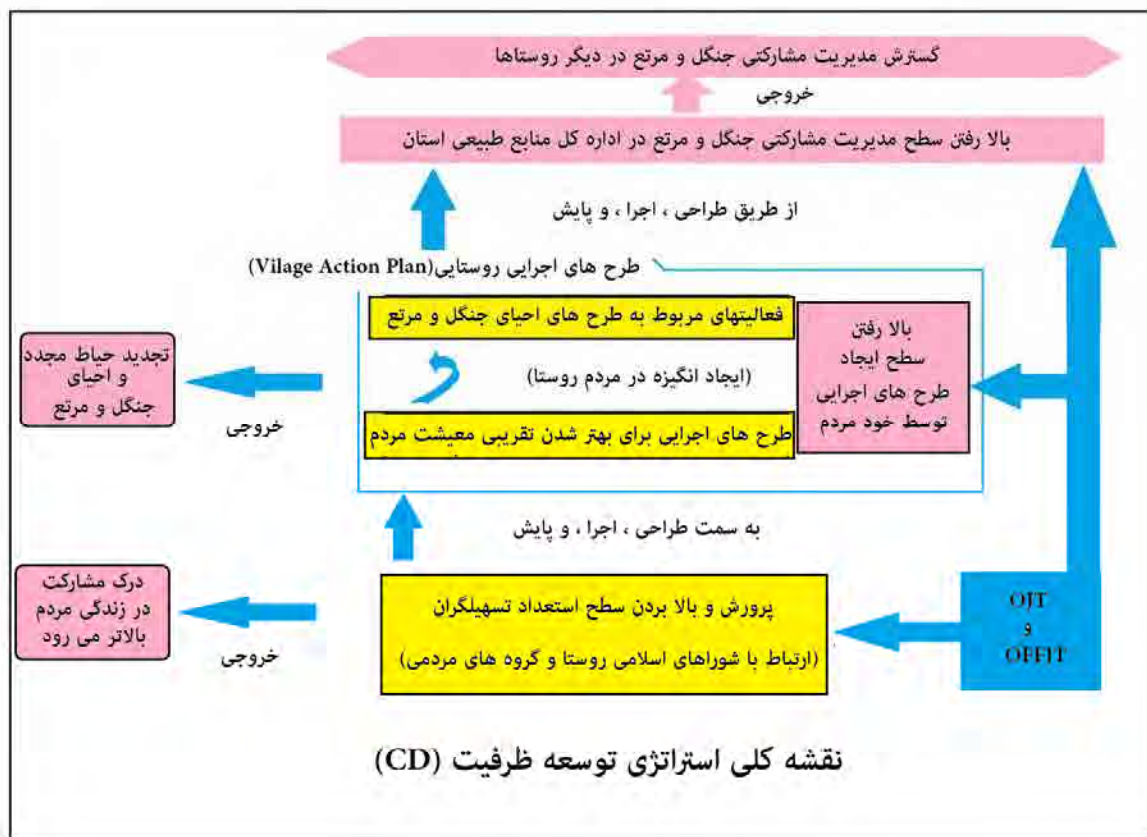 گسترش مدیریت مشارکتی جنگل و مرتع در دیگر روستاها
خروجی
بالا رفتن سطح مدیریت مشارکتی جنگل و مرتع در اداره کل منابع طبیعی استان
از طریق طراحی ، اجرا ، و پایش
طرح های اجرایی روستایی(Vilage Action Plan)
فعالیتهای مربوط به طرح های احیای جنگل و مرتع
بالا رفتن
سطح ایجاد
طرح های اجرایی
توسط خود مردم
(ایجاد انگیزه در مردم روستا)
تجدید حیاط مجدد
و احیای
جنگل و مرتع
خروجی
طرح های اجرایی برای بهتر شدن تقریبی معیشت مردم
به سمت طراحی ، اجرا ، و پایش
OJT
و
OFFJT
پرورش و بالا بردن سطح استعداد تسهیلگران
(ارتباط با شوراهای اسلامی روستا و گروه های مردمی)
درک مشارکت
در زندگی مردم
بالاتر می رود
خروجی
نقشه کلی استراتژی توسعه ظرفیت (CD)